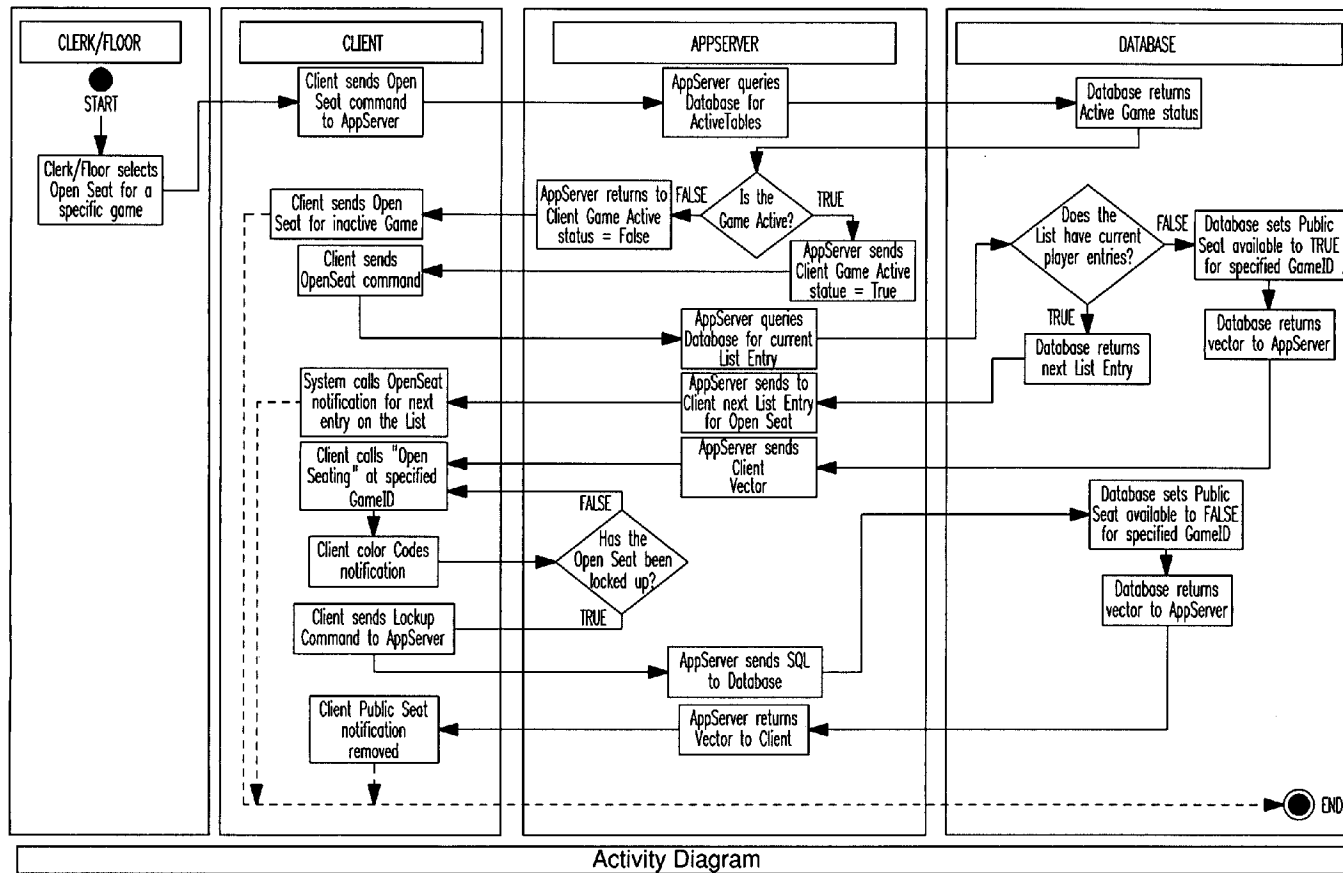 CLERK/FLOOR
START
Clerk/Floor selects
Open Seat for a
specific game
CLIENT
Client sends Open
Seat command
to AppServer
Client sends Open
Seat for inactive Game
Client sends
OpenSeat command
System calls OpenSeat
notification for next
entry on the List
Client calls "Open
Seating" at specified
GameID
Client color Codes
notification
Client sends Lockup
Command to AppServer
Client Public Seat
notification
removed
APPSERVER
AppServer queries
Database for
ActiveTables
Is the
Game Active?
FALSE
TRUE
AppServer returns to
Client Game Active
status = False
AppServer sends
Client Game Active
statue = True
AppServer queries
Database for current
List Entry
AppServer sends to
Client next List Entry
for Open Seat
AppServer sends
Client
Vector
FALSE
Has the
Open Seat been
locked up?
TRUE
AppServer sends SQL
to Database
AppServer returns
Vector to Client
DATABASE
Database returns
Active Game status
Does the
List have current
player entries?
FALSE
TRUE
Database sets Public
Seat available to TRUE
for specified GameID
Database returns
vector to AppServer
Database returns
next List Entry
Database sets Public
Seat available to FALSE
for specified GameID
Database returns
vector to AppServer
END
Activity Diagram